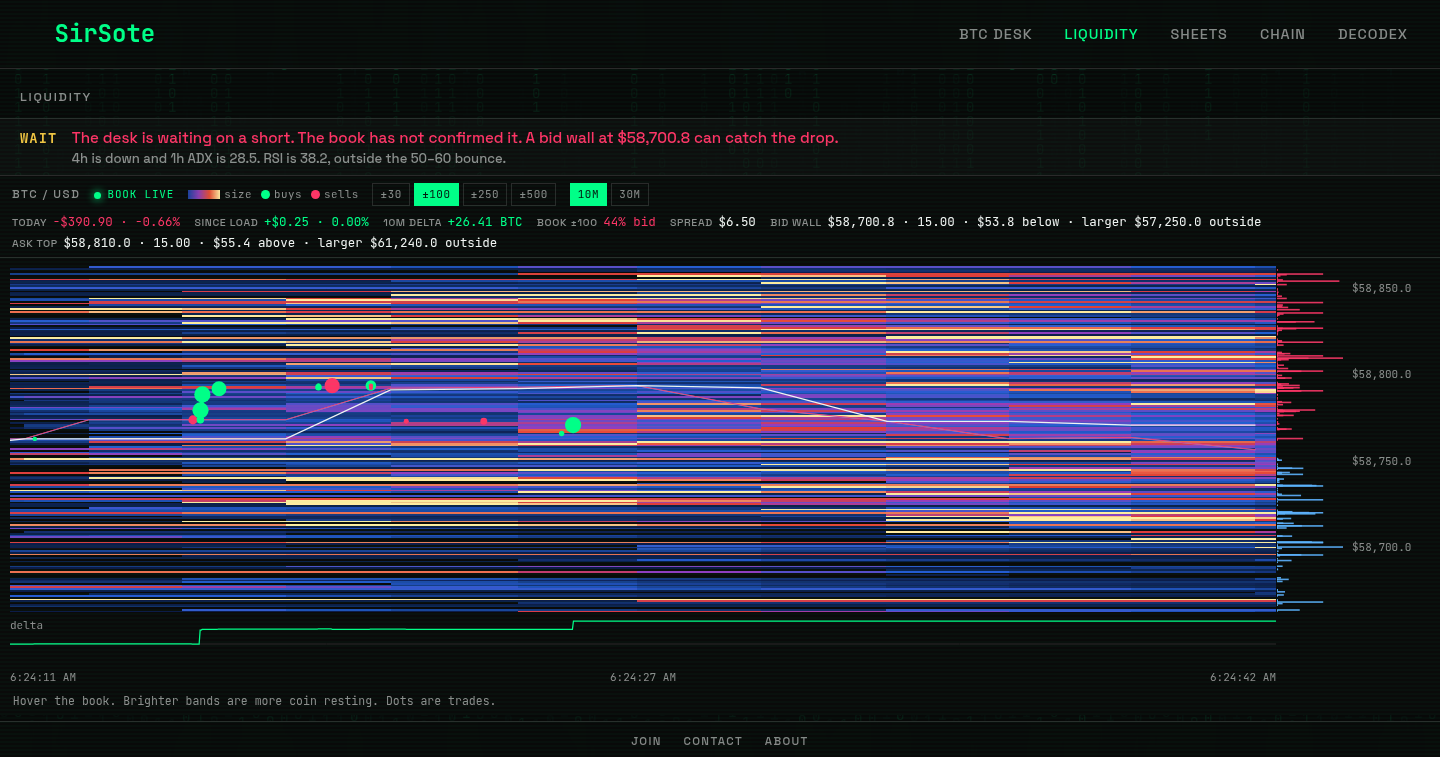 SirSote
BTC DESK LIQUIDITY SHEETS CHAIN DECODEX
LIQUIDITY
WAIT The desk is waiting on a short. The book has not confirmed it. A bid wall at $58,700.8 can catch the drop.
4h is down and 1h ADX is 28.5. RSI is 38.2, outside the 50–60 bounce.
BTC / USD BOOK LIVE size buys sells ±30 ±100 ±250 ±500 10M 30M
TODAY -$390.90 · -0.66% SINCE LOAD +$0.25 · 0.00% 10M DELTA +26.41 BTC BOOK ±100 44% bid SPREAD $6.50 BID WALL $58,700.8 · 15.00 · $53.8 below · larger $57,250.0 outside
ASK TOP $58,810.0 · 15.00 · $55.4 above · larger $61,240.0 outside
$58,850.0
$58,800.0
$58,750.0
$58,700.0
delta
6:24:11 AM 6:24:27 AM 6:24:42 AM
Hover the book. Brighter bands are more coin resting. Dots are trades.
JOIN CONTACT ABOUT